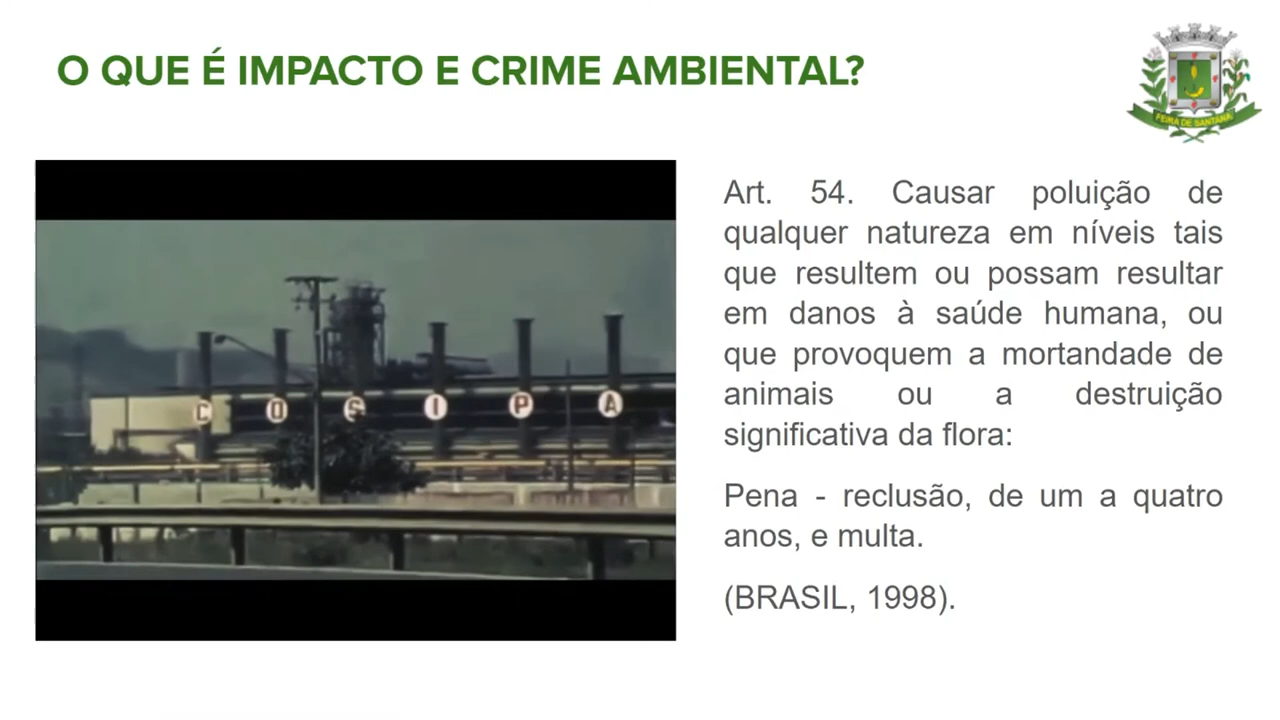 O QUE É IMPACTO E CRIME AMBIENTAL?
FEIRA DE SANTANA
COSIPA
Art. 54. Causar poluição de
qualquer natureza em níveis tais
que resultem ou possam resultar
em danos à saúde humana, ou
que provoquem a mortandade de
animais ou a destruição
significativa da flora:
Pena - reclusão, de um a quatro
anos, e multa.
(BRASIL, 1998).